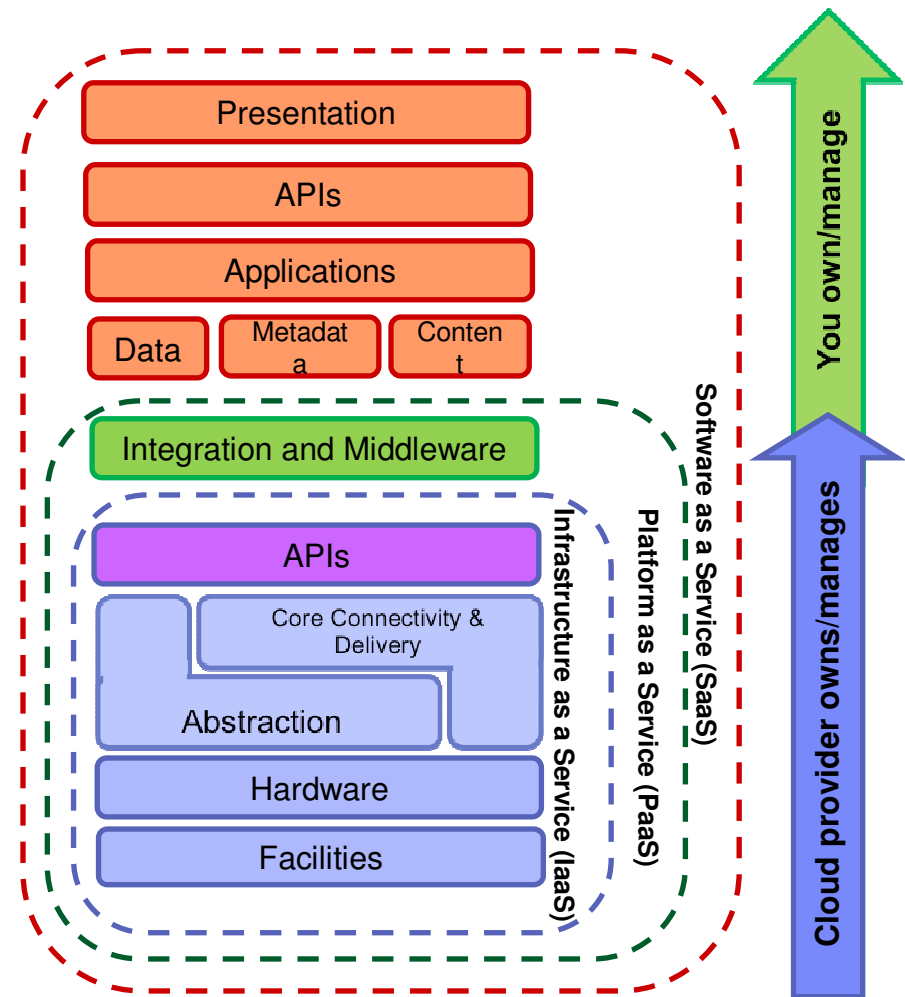 Presentation
APIs
Applications
Data
Metadat
a
Conten
t
Integration and Middleware
APIs
Core Connectivity &
Delivery
Abstraction
Hardware
Facilities
Infrastructure as a Service (IaaS)
Platform as a Service (PaaS)
Software as a Service (SaaS)
You own/manage
Cloud provider owns/manages